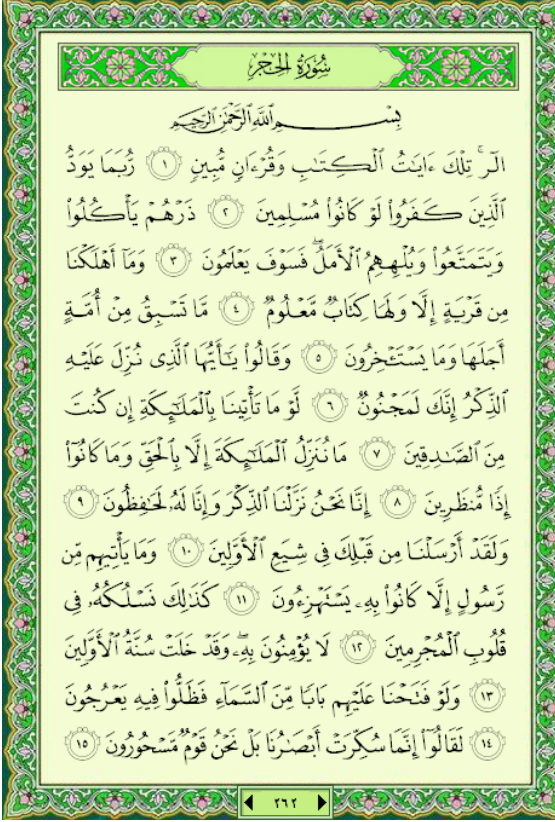 سُورَةُ الحِجْرِ
بِسْمِ اللَّهِ الرَّحْمَٰنِ الرَّحِيمِ
الٓر ۚ تِلْكَ ءَايَٰتُ ٱلْكِتَٰبِ وَقُرْءَانٍ مُّبِينٍ ١ رُّبَمَا يَوَدُّ
ٱلَّذِينَ كَفَرُوا۟ لَوْ كَانُوا۟ مُسْلِمِينَ ٢ ذَرْهُمْ يَأْكُلُوا۟
وَيَتَمَتَّعُوا۟ وَيُلْهِهِمُ ٱلْأَمَلُ ۖ فَسَوْفَ يَعْلَمُونَ ٣ وَمَآ أَهْلَكْنَا
مِن قَرْيَةٍ إِلَّا وَلَهَا كِتَابٌ مَّعْلُومٌ ٤ مَّا تَسْبِقُ مِنْ أُمَّةٍ
أَجَلَهَا وَمَا يَسْتَـْٔخِرُونَ ٥ وَقَالُوا۟ يَٰٓأَيُّهَا ٱلَّذِى نُزِّلَ عَلَيْهِ
ٱلذِّكْرُ إِنَّكَ لَمَجْنُونٌ ٦ لَّوْ مَا تَأْتِينَا بِٱلْمَلَٰٓئِكَةِ إِن كُنتَ
مِنَ ٱلصَّٰدِقِينَ ٧ مَا نُنَزِّلُ ٱلْمَلَٰٓئِكَةَ إِلَّا بِٱلْحَقِّ وَمَا كَانُوٓا۟
إِذًا مُّنظَرِينَ ٨ إِنَّا نَحْنُ نَزَّلْنَا ٱلذِّكْرَ وَإِنَّا لَهُۥ لَحَٰفِظُونَ ٩
وَلَقَدْ أَرْسَلْنَا مِن قَبْلِكَ فِى شِيَعِ ٱلْأَوَّلِينَ ١٠ وَمَا يَأْتِيهِم مِّن
رَّسُولٍ إِلَّا كَانُوا۟ بِهِۦ يَسْتَهْزِءُونَ ١١ كَذَٰلِكَ نَسْلُكُهُۥ فِى
قُلُوبِ ٱلْمُجْرِمِينَ ١٢ لَا يُؤْمِنُونَ بِهِۦ ۖ وَقَدْ خَلَتْ سُنَّةُ ٱلْأَوَّلِينَ
١٣ وَلَوْ فَتَحْنَا عَلَيْهِم بَابًا مِّنَ ٱلسَّمَآءِ فَظَلُّوا۟ فِيهِ يَعْرُجُونَ
١٤ لَقَالُوٓا۟ إِنَّمَا سُكِّرَتْ أَبْصَٰرُنَا بَلْ نَحْنُ قَوْمٌ مَّسْحُورُونَ ١٥
٢٦٢